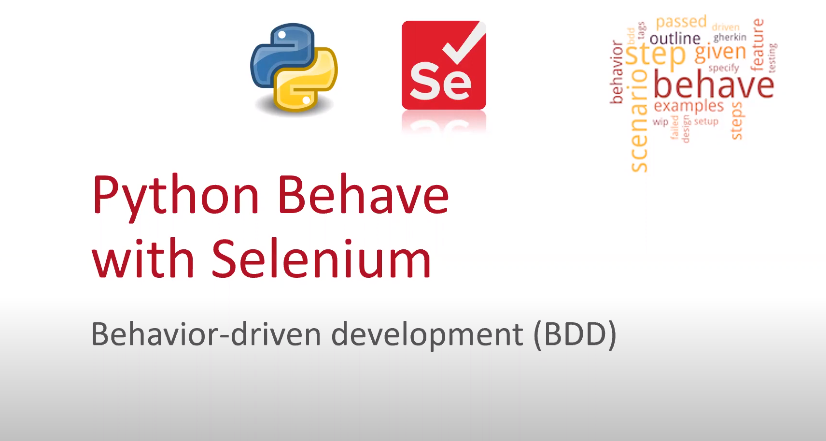 Se
passed
driven
tags
bdd
outline
gherkin
behavior
step
given
feature
testing
specify
scenario
behave
examples
wip
failed
design
setup
steps
Python Behave
with Selenium
Behavior-driven development (BDD)